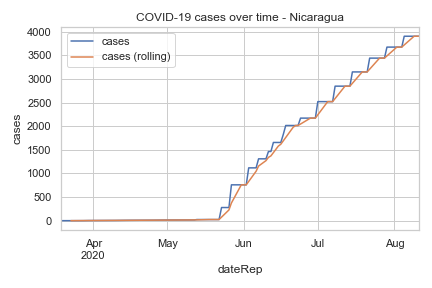 COVID-19 cases over time - Nicaragua
cases
cases (rolling)
4000
3500
3000
2500
2000
1500
1000
500
0
cases
Apr
2020
May
Jun
Jul
Aug
dateRep